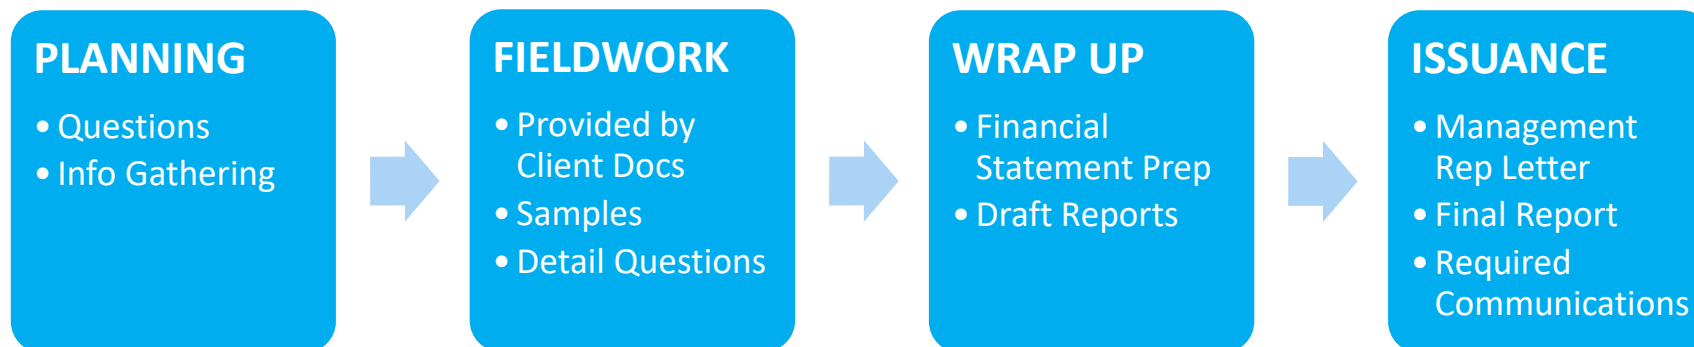 PLANNING
• Questions
• Info Gathering
FIELDWORK
• Provided by
Client Docs
• Samples
• Detail Questions
WRAP UP
• Financial
Statement Prep
• Draft Reports
ISSUANCE
• Management
Rep Letter
• Final Report
• Required
Communications